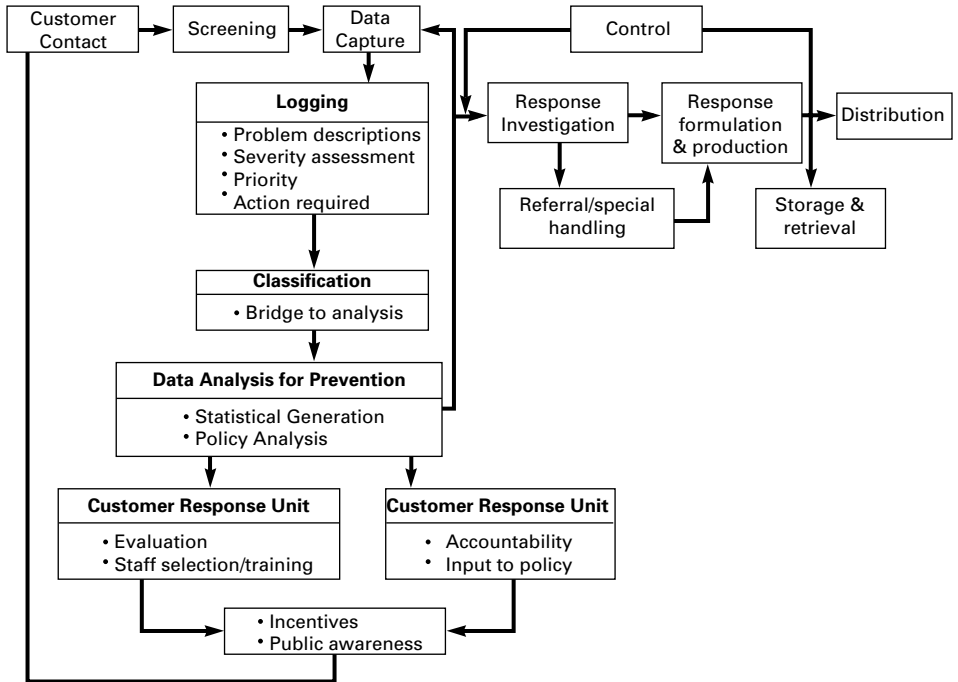 Customer
Contact
Screening
Data
Capture
Control
Logging
• Problem descriptions
• Severity assessment
• Priority
• Action required
Response
Investigation
Response
formulation
& production
Distribution
Referral/special
handling
Storage &
retrieval
Classification
• Bridge to analysis
Data Analysis for Prevention
• Statistical Generation
• Policy Analysis
Customer Response Unit
• Evaluation
• Staff selection/training
Customer Response Unit
• Accountability
• Input to policy
• Incentives
• Public awareness